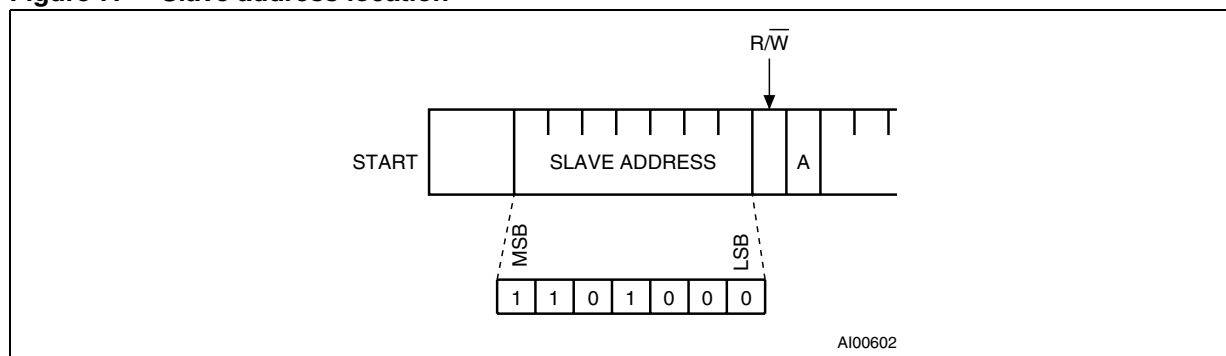 Figure 7. Slave address location
R/W̅
START
SLAVE ADDRESS
A
MSB
LSB
1 1 0 1 0 0 0
AI00602